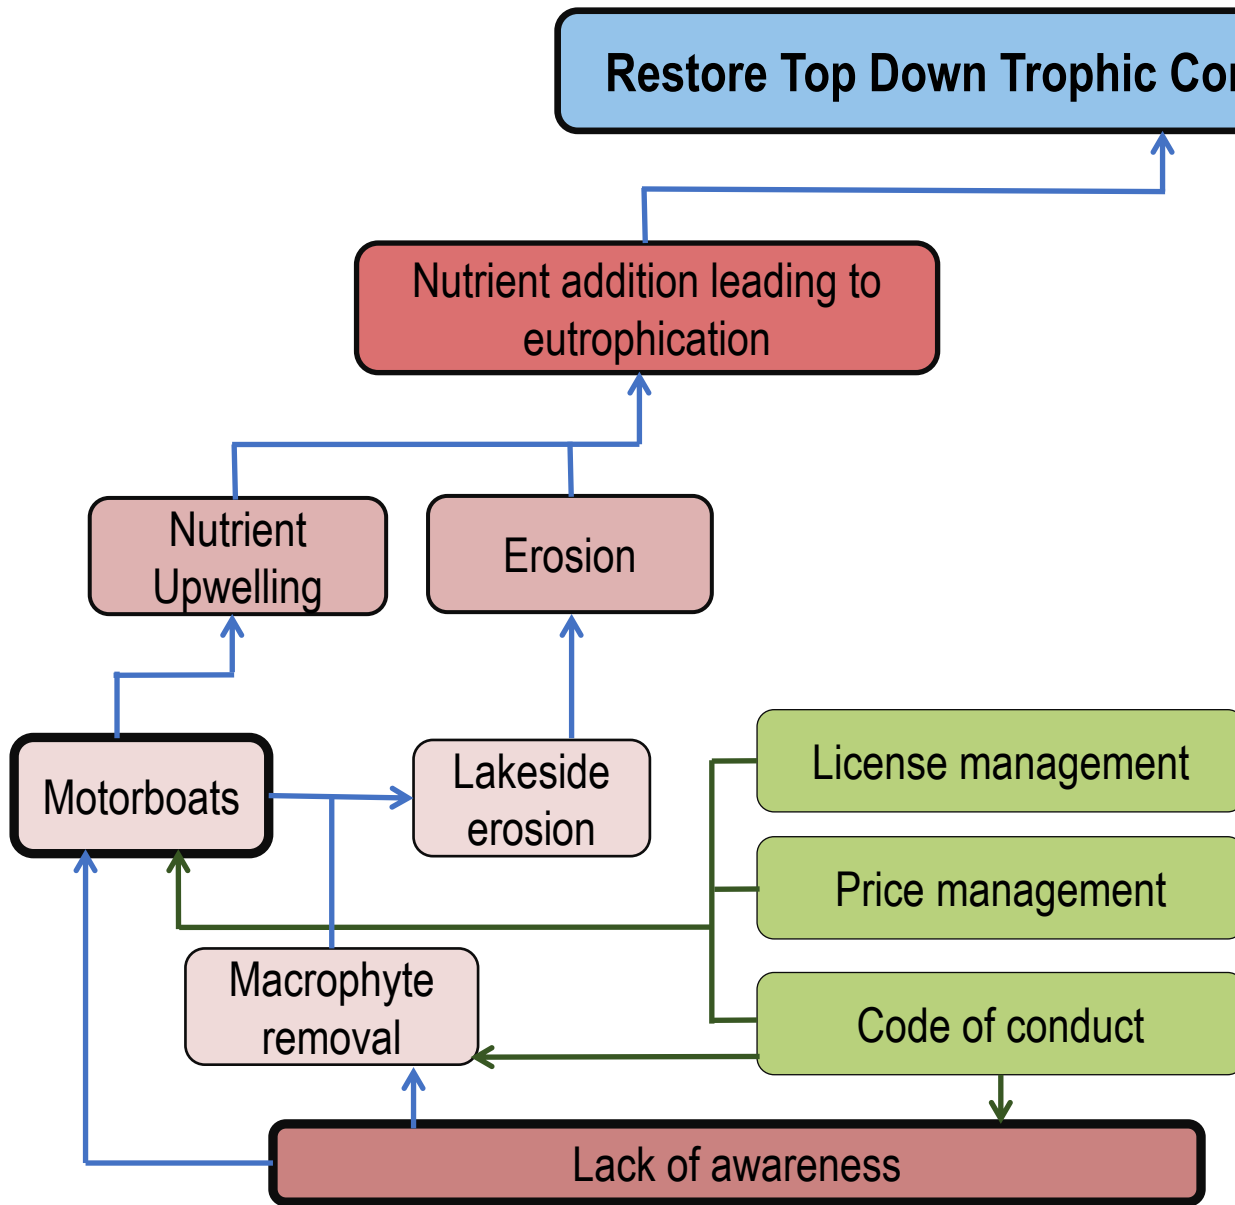 Restore Top Down Trophic
Nutrient addition leading to
eutrophication
Nutrient
Upwelling
Erosion
Motorboats
Lakeside
erosion
License management
Price management
Macrophyte
removal
Code of conduct
Lack of awareness